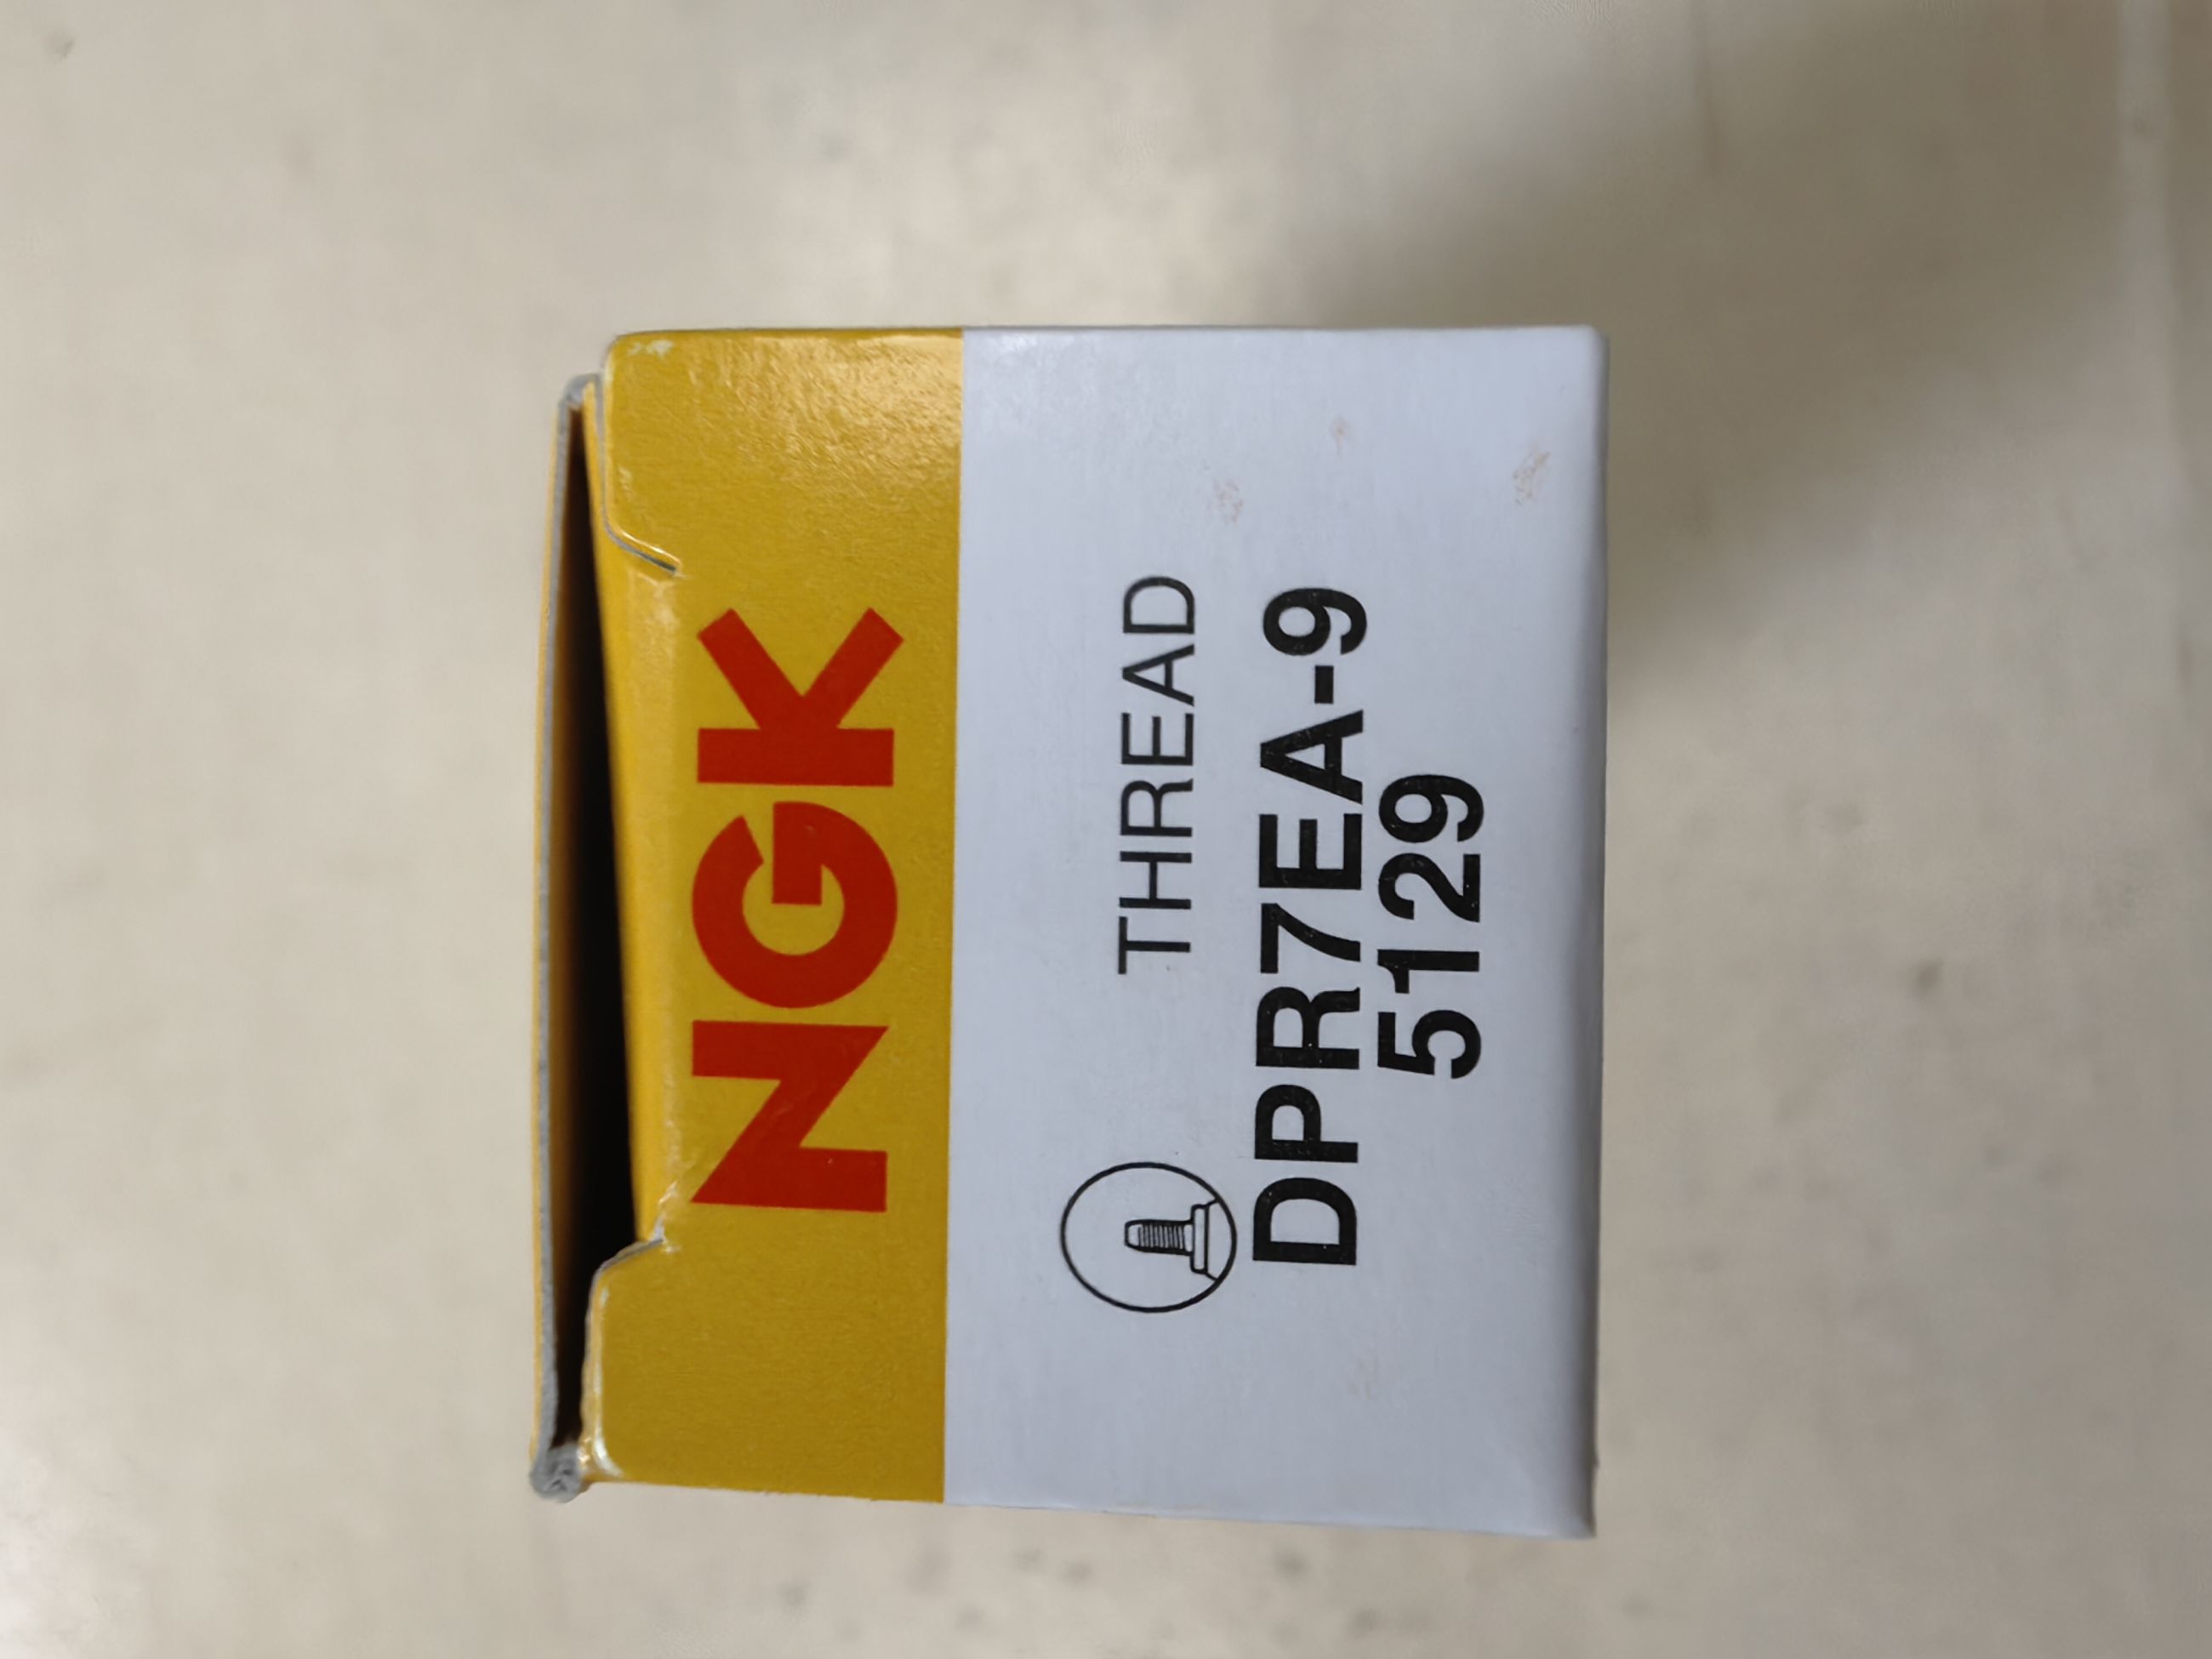 NGK
THREAD
DPR7EA-9
5129